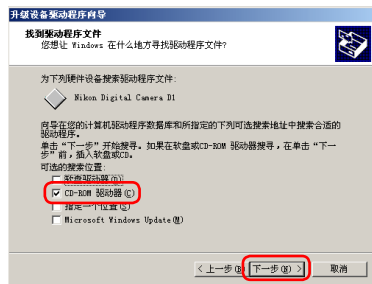 升级设备驱动程序向导
找到驱动程序文件
您想让 Windows 在什么地方寻找驱动程序文件?
为下列硬件设备搜索驱动程序文件:
Nikon Digital Camera D1
向导在您的计算机驱动程序数据库和所指定的下列可选搜索地址中搜索合适的
驱动程序。
单击“下一步”开始搜寻。如果在软盘或CD-ROM 驱动器搜寻，在单击“下一
步”前，插入软盘或CD。
可选的搜索位置:
软盘驱动器(D)
CD-ROM 驱动器(C)
指定一个位置(S)
Microsoft Windows Update(M)
< 上一步(B) 下一步(N) > 取消